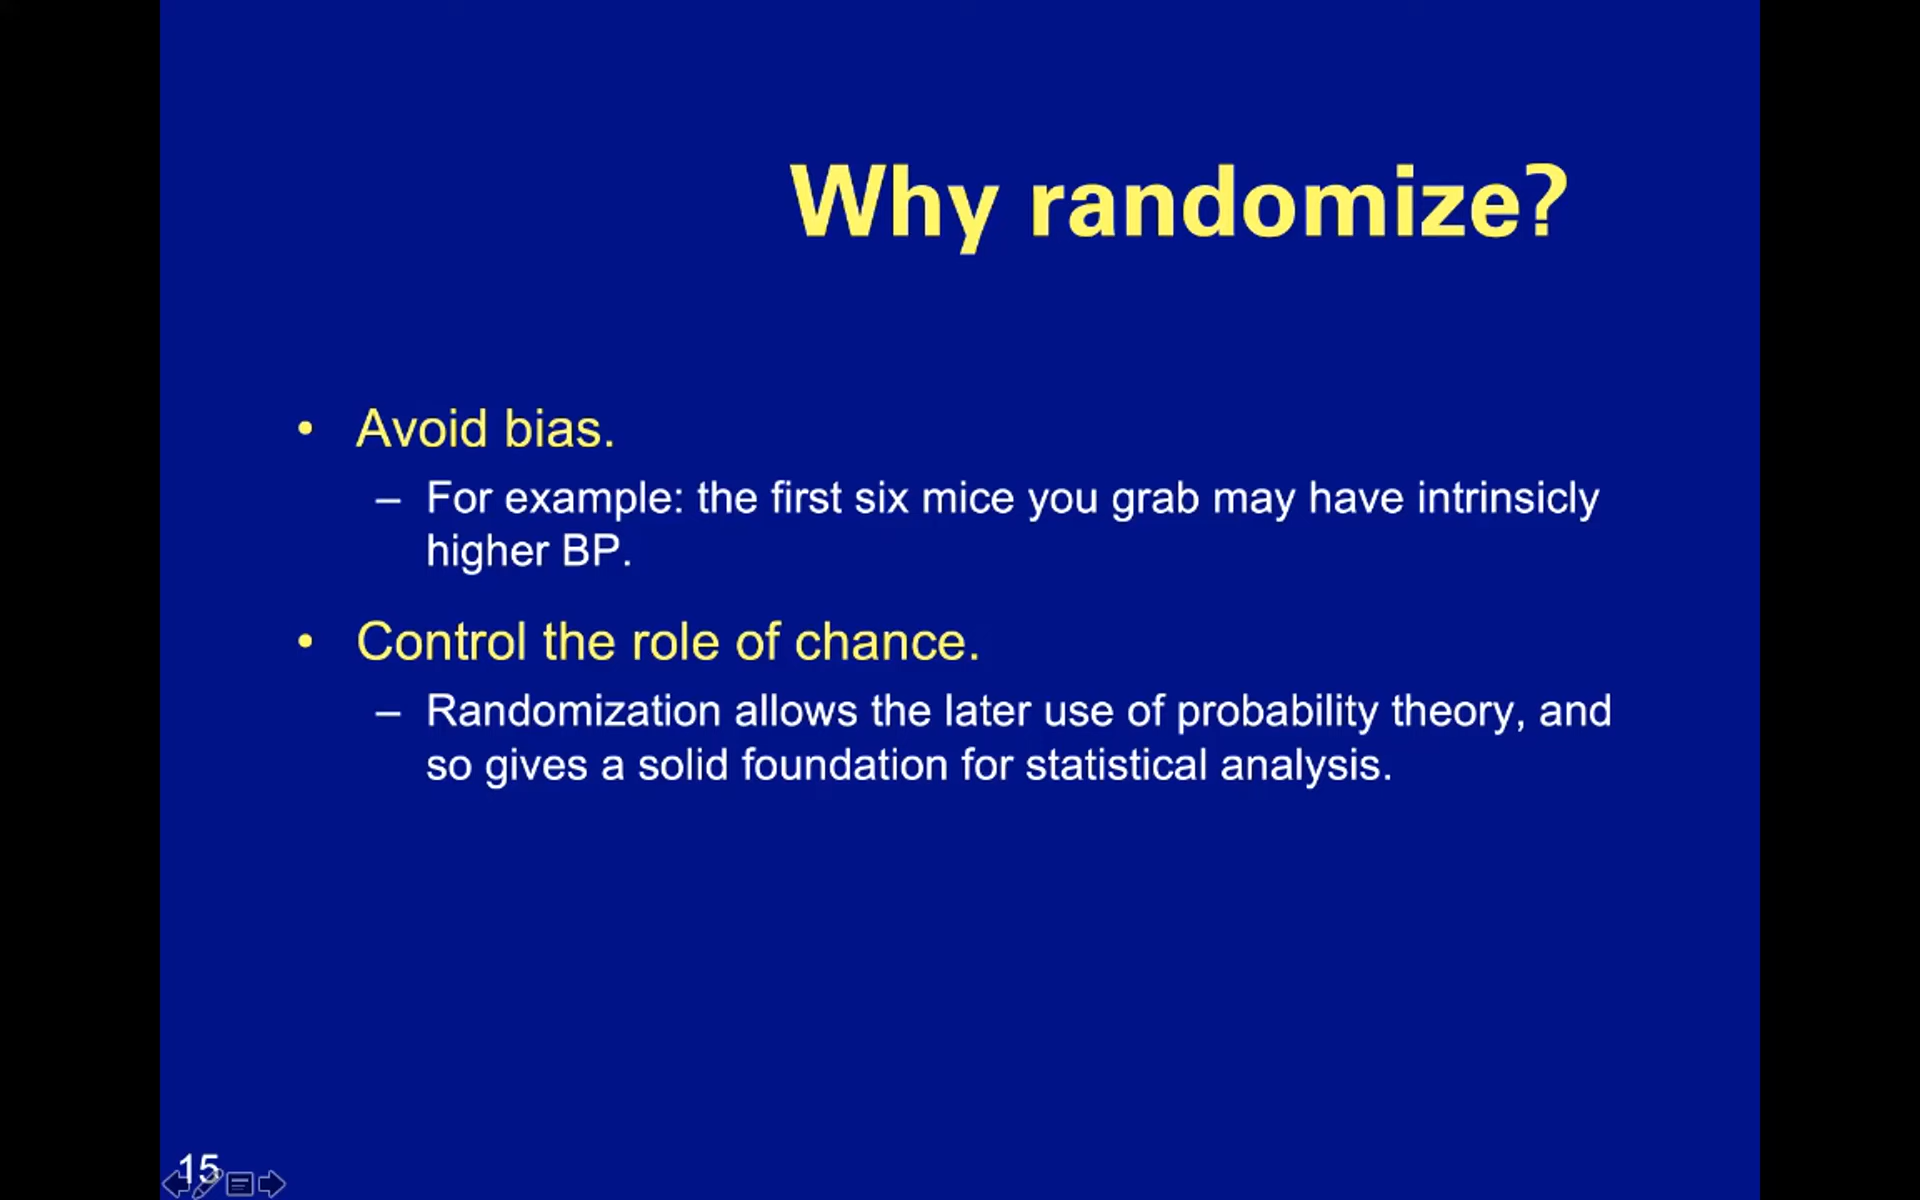 Why randomize?
• Avoid bias.
– For example: the first six mice you grab may have intrinsicly
higher BP.
• Control the role of chance.
– Randomization allows the later use of probability theory, and
so gives a solid foundation for statistical analysis.
15